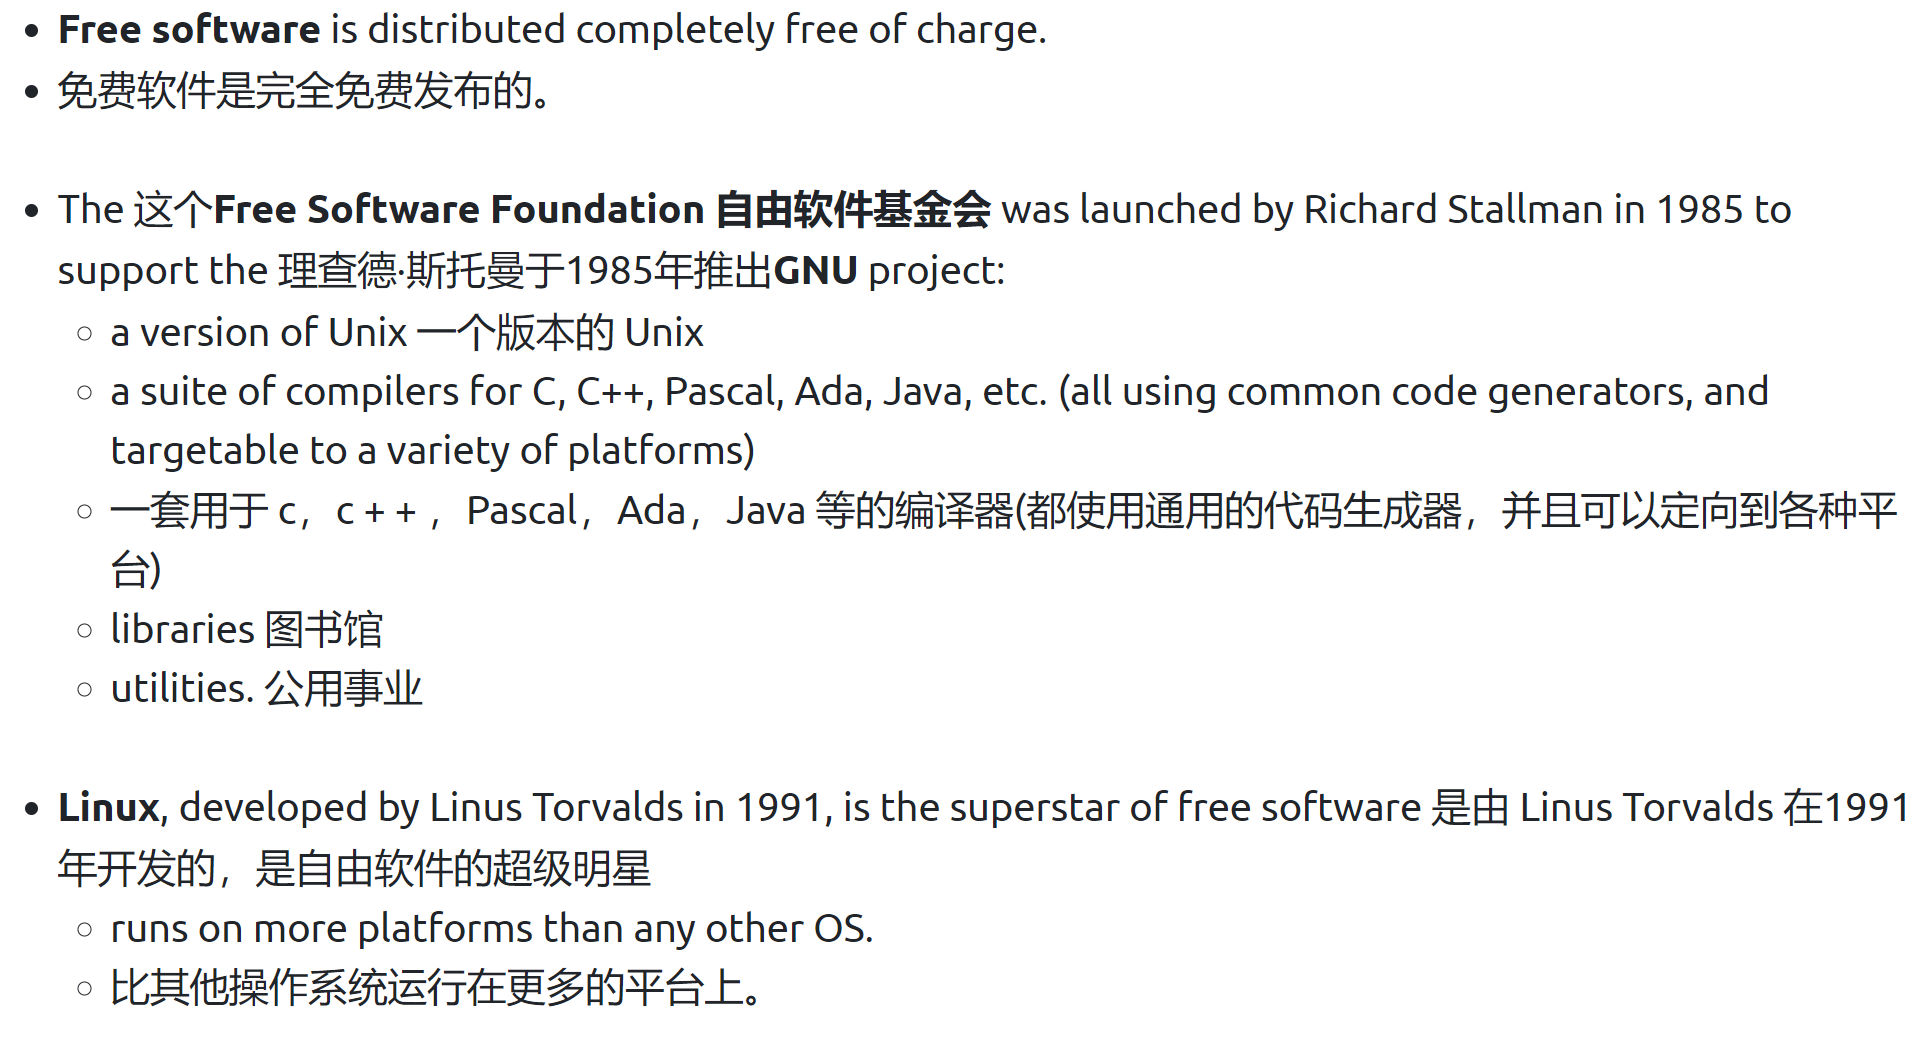 Free software is distributed completely free of charge.
免费软件是完全免费发布的。
The 这个Free Software Foundation 自由软件基金会 was launched by Richard Stallman in 1985 to
support the 理查德·斯托曼于1985年推出GNU project:
a version of Unix 一个版本的 Unix
a suite of compilers for C, C++, Pascal, Ada, Java, etc. (all using common code generators, and
targetable to a variety of platforms)
一套用于 c，c + + ，Pascal，Ada，Java 等的编译器(都使用通用的代码生成器，并且可以定向到各种平
台)
libraries 图书馆
utilities. 公用事业
Linux, developed by Linus Torvalds in 1991, is the superstar of free software 是由 Linus Torvalds 在1991
年开发的，是自由软件的超级明星
runs on more platforms than any other OS.
比其他操作系统运行在更多的平台上。